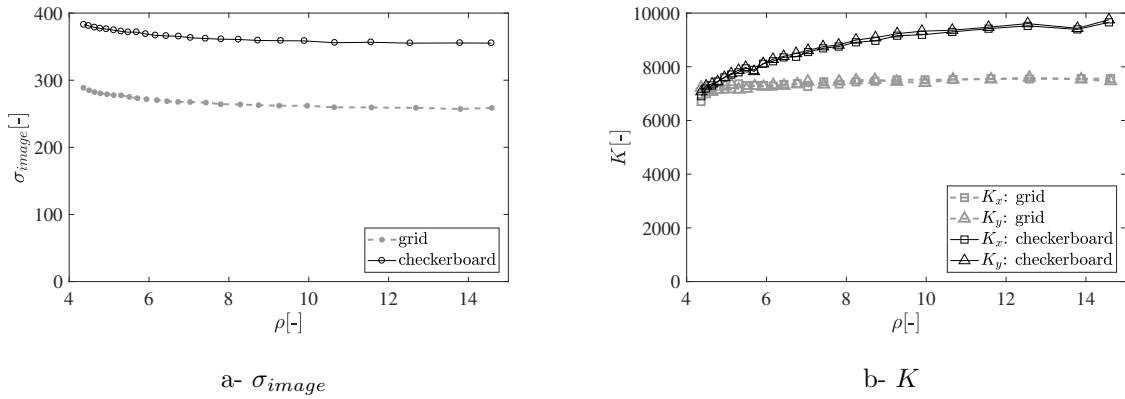 400
300
200
100
0
σ_image[-]
4 6 8 10 12 14
ρ[-]
grid
checkerboard
10000
8000
6000
4000
2000
0
K[-]
4 6 8 10 12 14
ρ[-]
K_x: grid
K_y: grid
K_x: checkerboard
K_y: checkerboard
a- σ_image
b- K